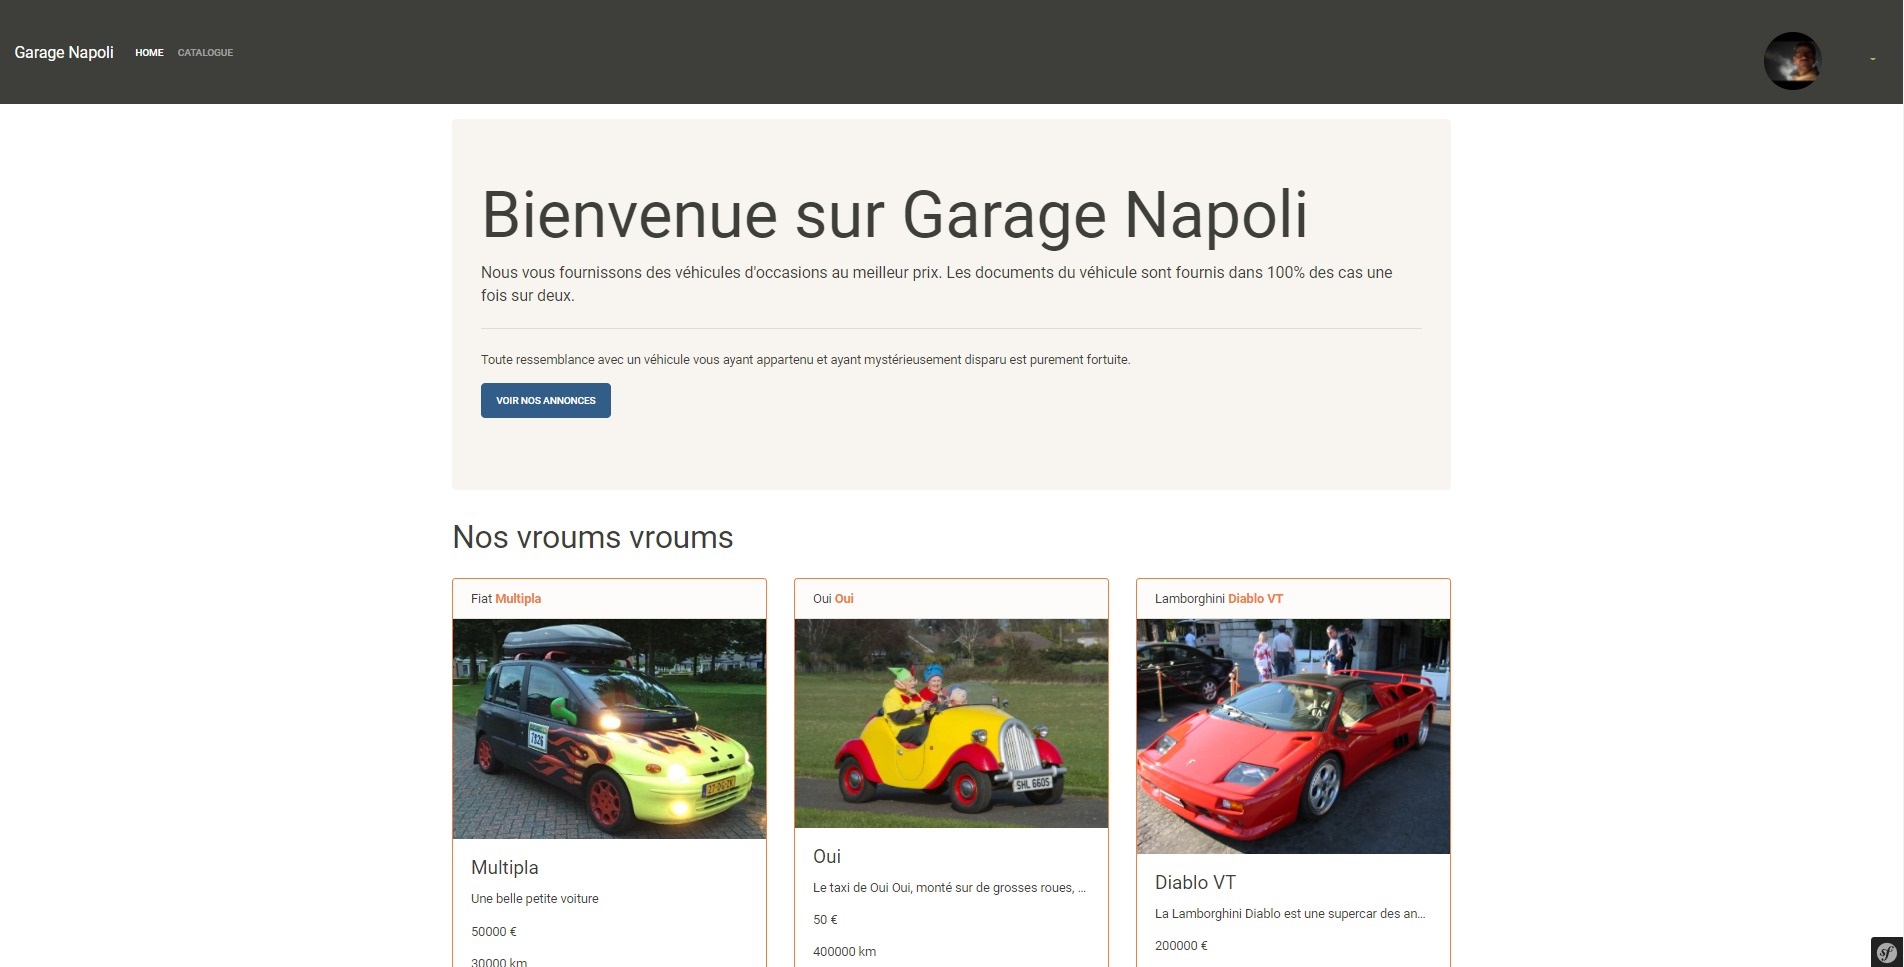 Garage Napoli HOME CATALOGUE
Bienvenue sur Garage Napoli
Nous vous fournissons des véhicules d'occasions au meilleur prix. Les documents du véhicule sont fournis dans 100% des cas une
fois sur deux.
Toute ressemblance avec un véhicule vous ayant appartenu et ayant mystérieusement disparu est purement fortuite.
VOIR NOS ANNONCES
Nos vroums vroums
Fiat Multipla
7826
Multipla
Une belle petite voiture
50000 €
30000 km
Oui Oui
SHL 660S
Oui
Le taxi de Oui Oui, monté sur de grosses roues, ...
50 €
400000 km
Lamborghini Diablo VT
Diablo VT
La Lamborghini Diablo est une supercar des an...
200000 €
sf